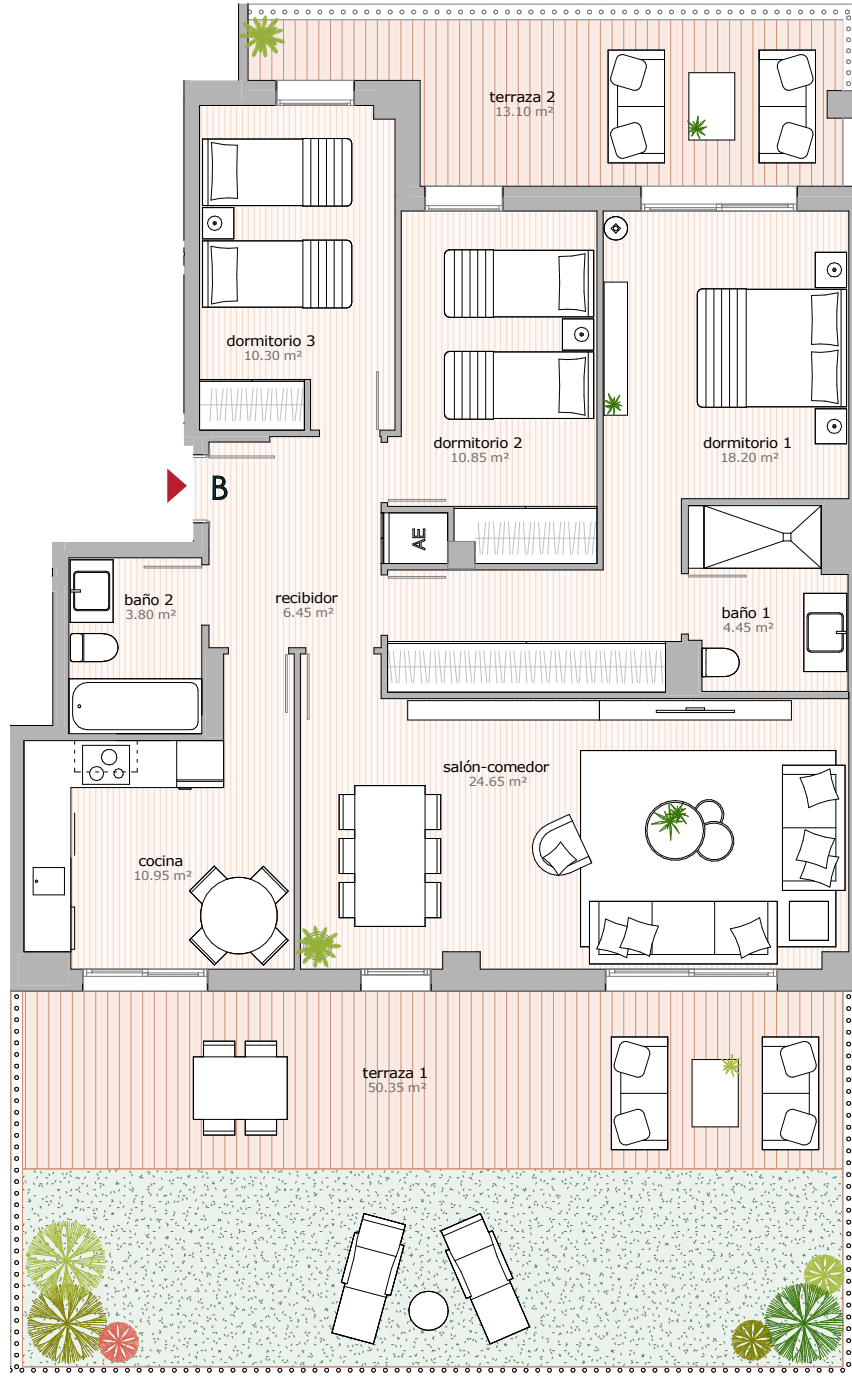 terraza 2
13.10 m²
dormitorio 3
10.30 m²
dormitorio 2
10.85 m²
dormitorio 1
18.20 m²
B
AE
baño 2
3.80 m²
recibidor
6.45 m²
baño 1
4.45 m²
salón-comedor
24.65 m²
cocina
10.95 m²
terraza 1
50.35 m²